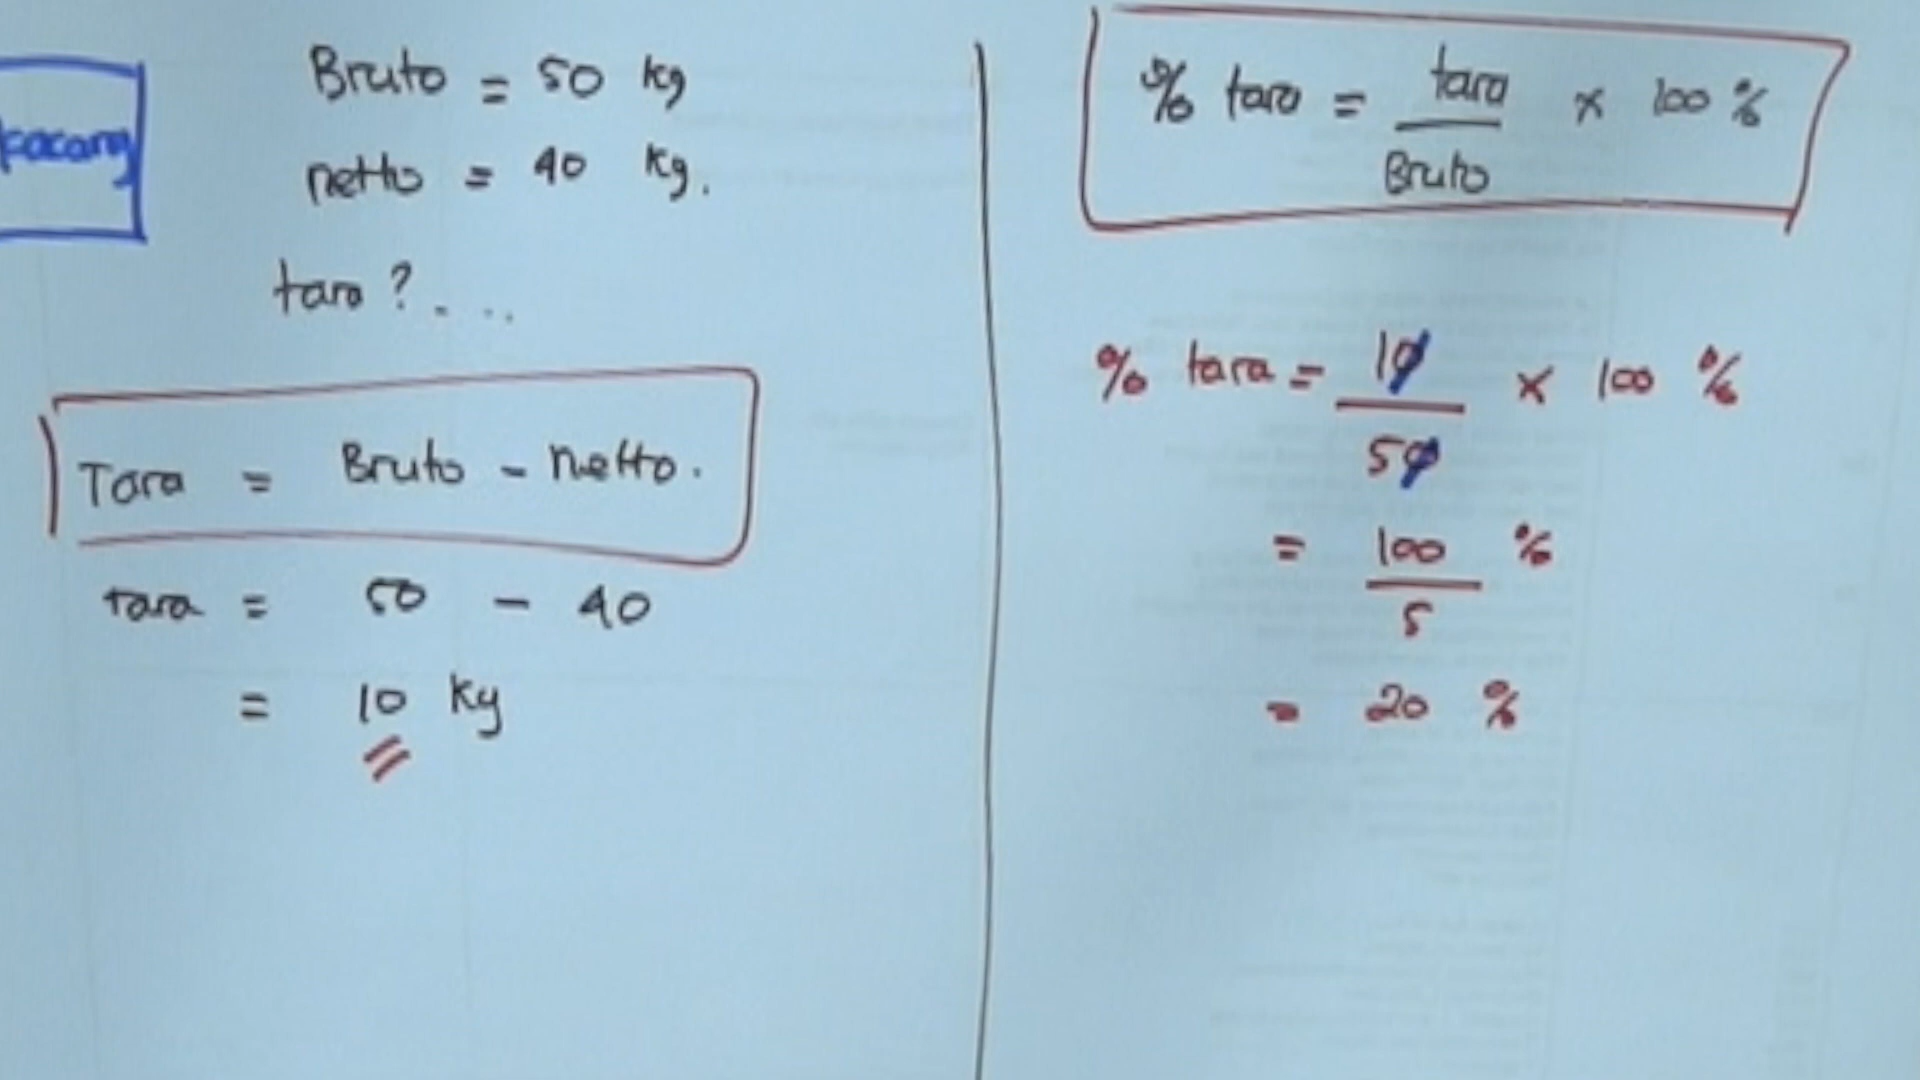 kacang
Bruto = 50 kg
netto = 40 kg.
tara ? . . .
Tara = Bruto - netto.
tara = 50 - 40
= 10 kg
% tara = tara / Bruto × 100 %
% tara = 10 / 50 × 100 %
= 100 / 5 %
= 20 %